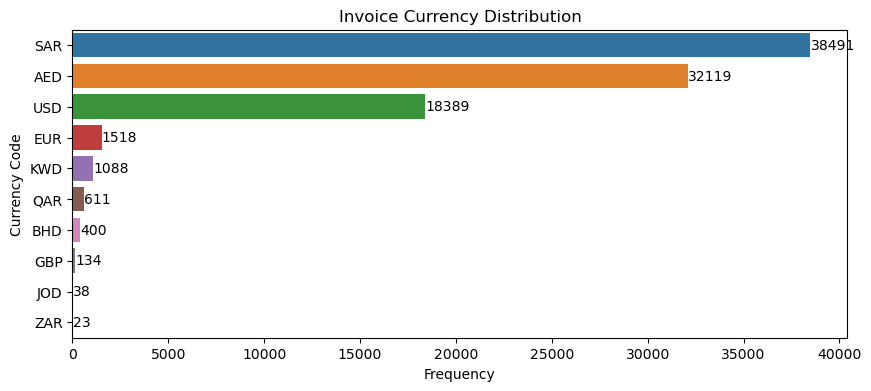 Invoice Currency Distribution
SAR 38491
AED 32119
USD 18389
EUR 1518
KWD 1088
QAR 611
BHD 400
GBP 134
JOD 38
ZAR 23
Currency Code
0 5000 10000 15000 20000 25000 30000 35000 40000
Frequency